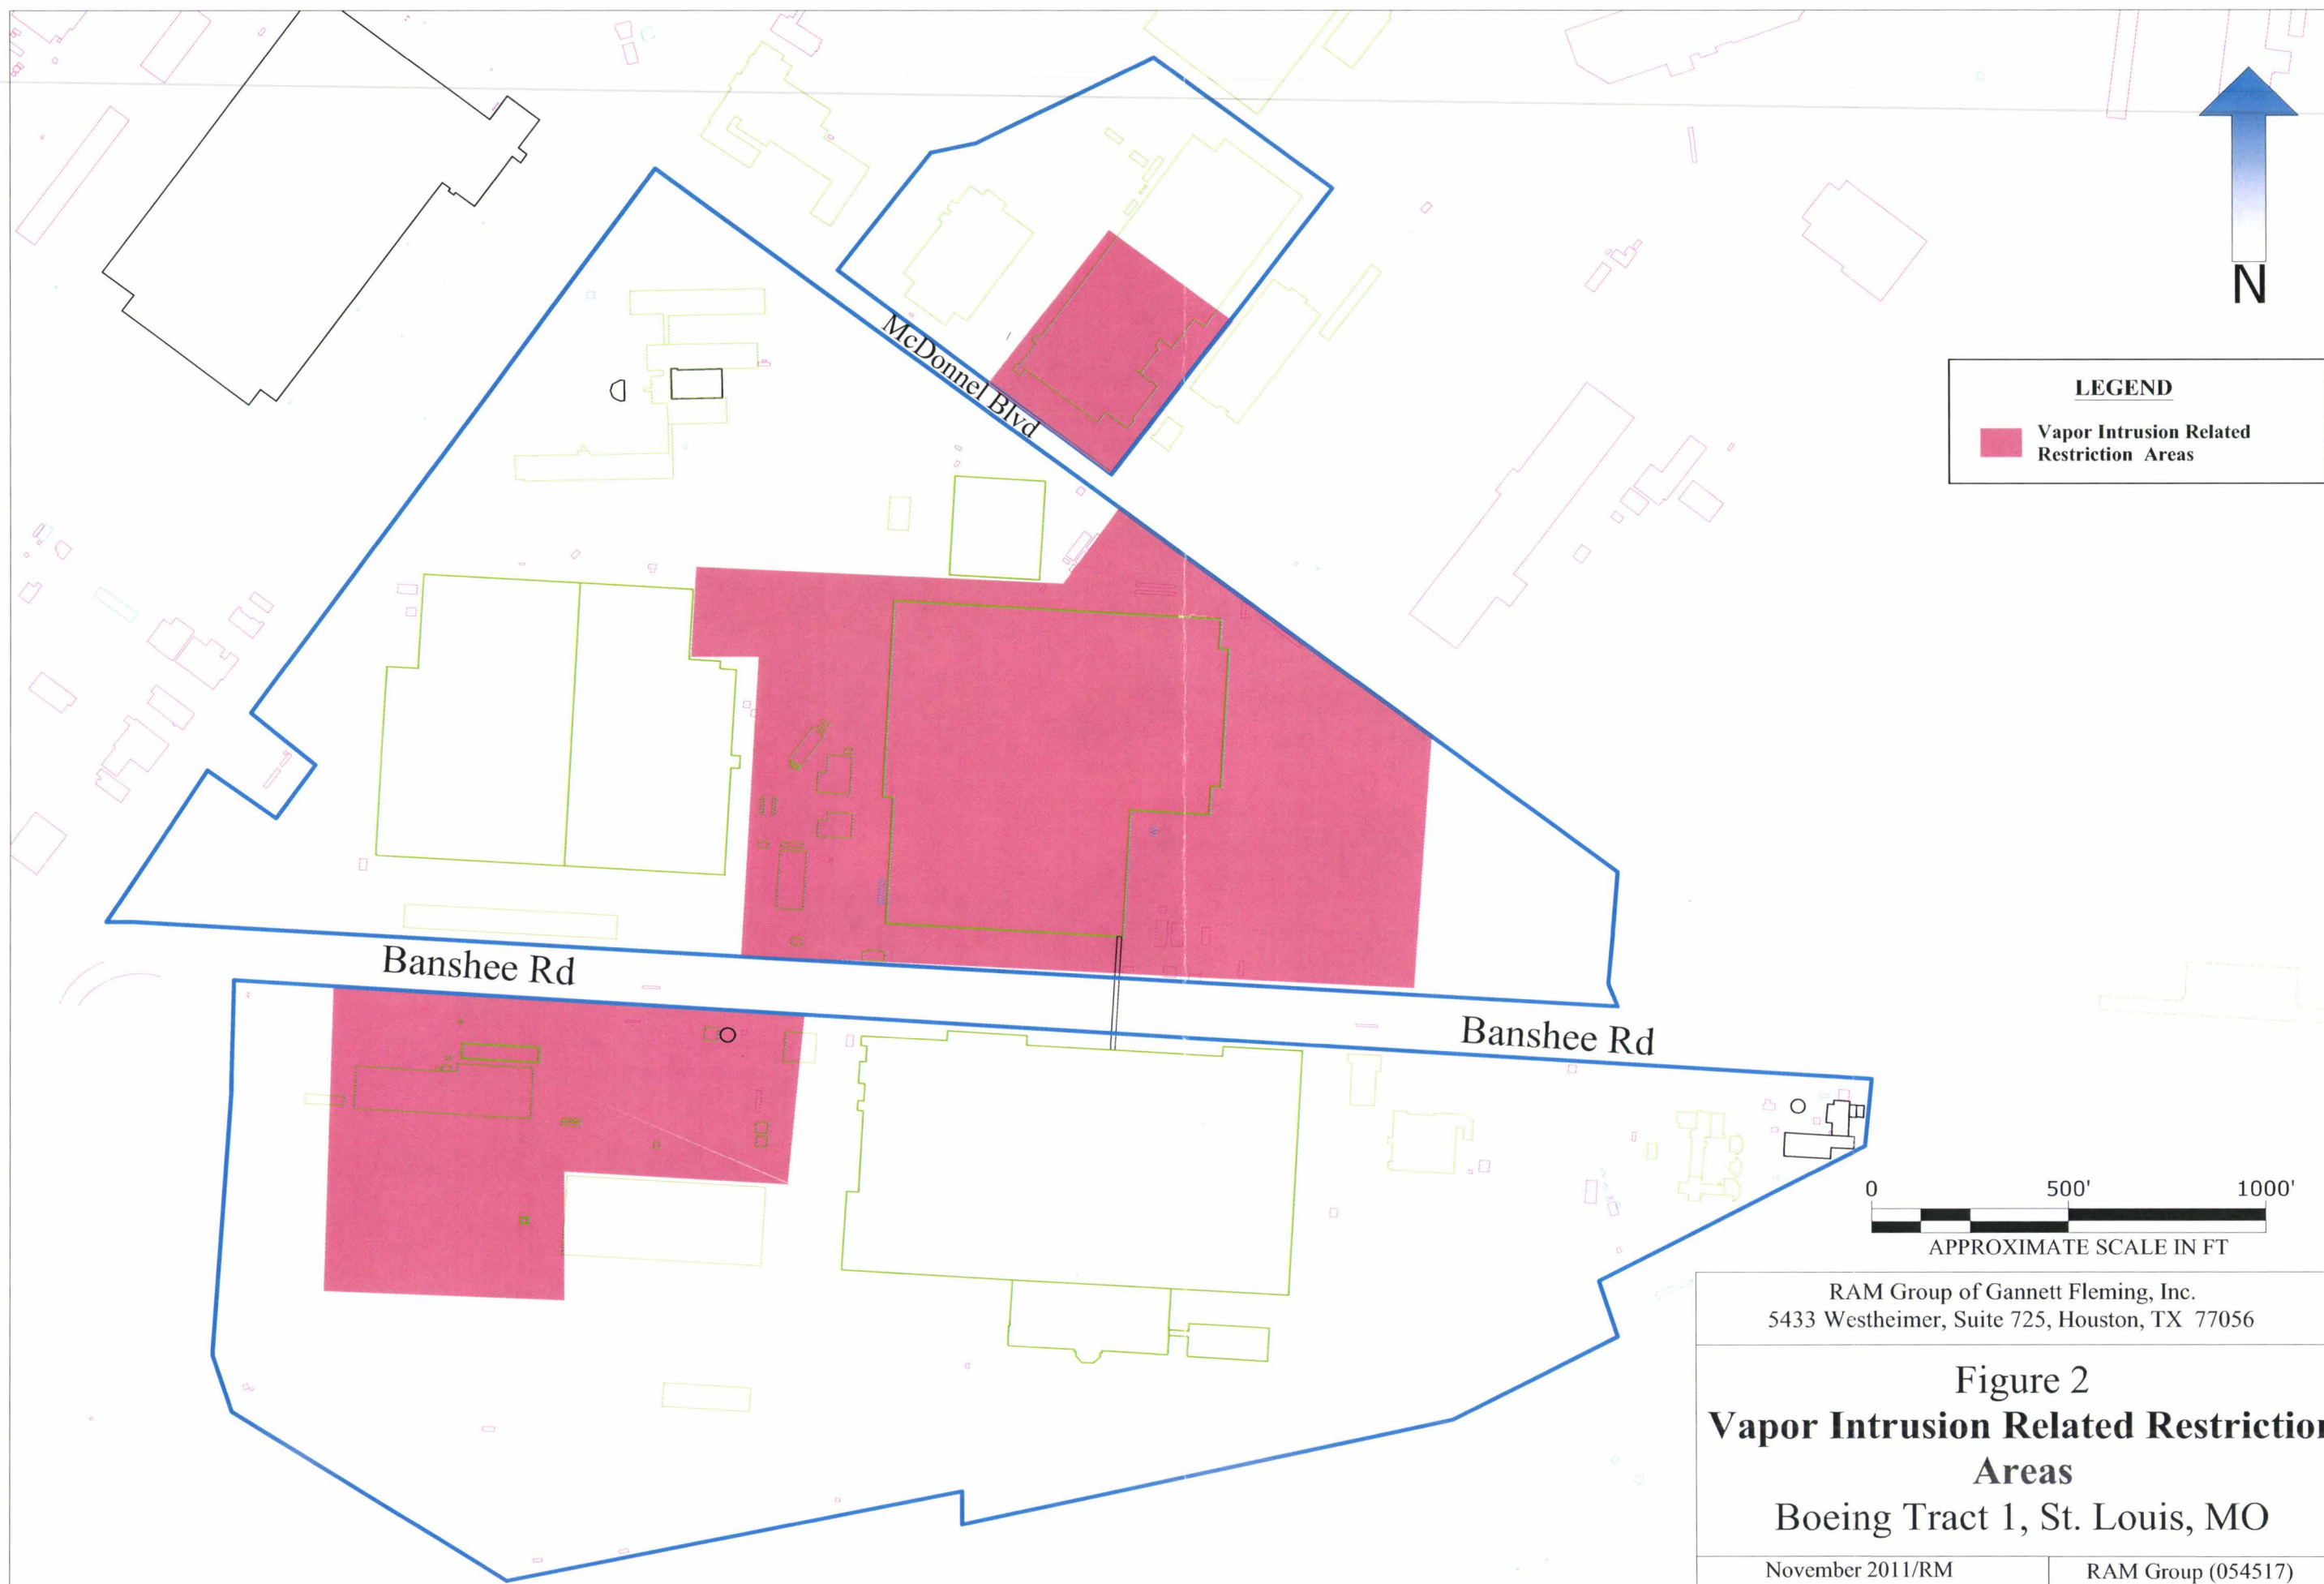 N
McDonnel Blvd
LEGEND
Vapor Intrusion Related
Restriction Areas
Banshee Rd
Banshee Rd
0 500' 1000'
APPROXIMATE SCALE IN FT
RAM Group of Gannett Fleming, Inc.
5433 Westheimer, Suite 725, Houston, TX 77056
Figure 2
Vapor Intrusion Related Restriction
Areas
Boeing Tract 1, St. Louis, MO
November 2011/RM
RAM Group (054517)